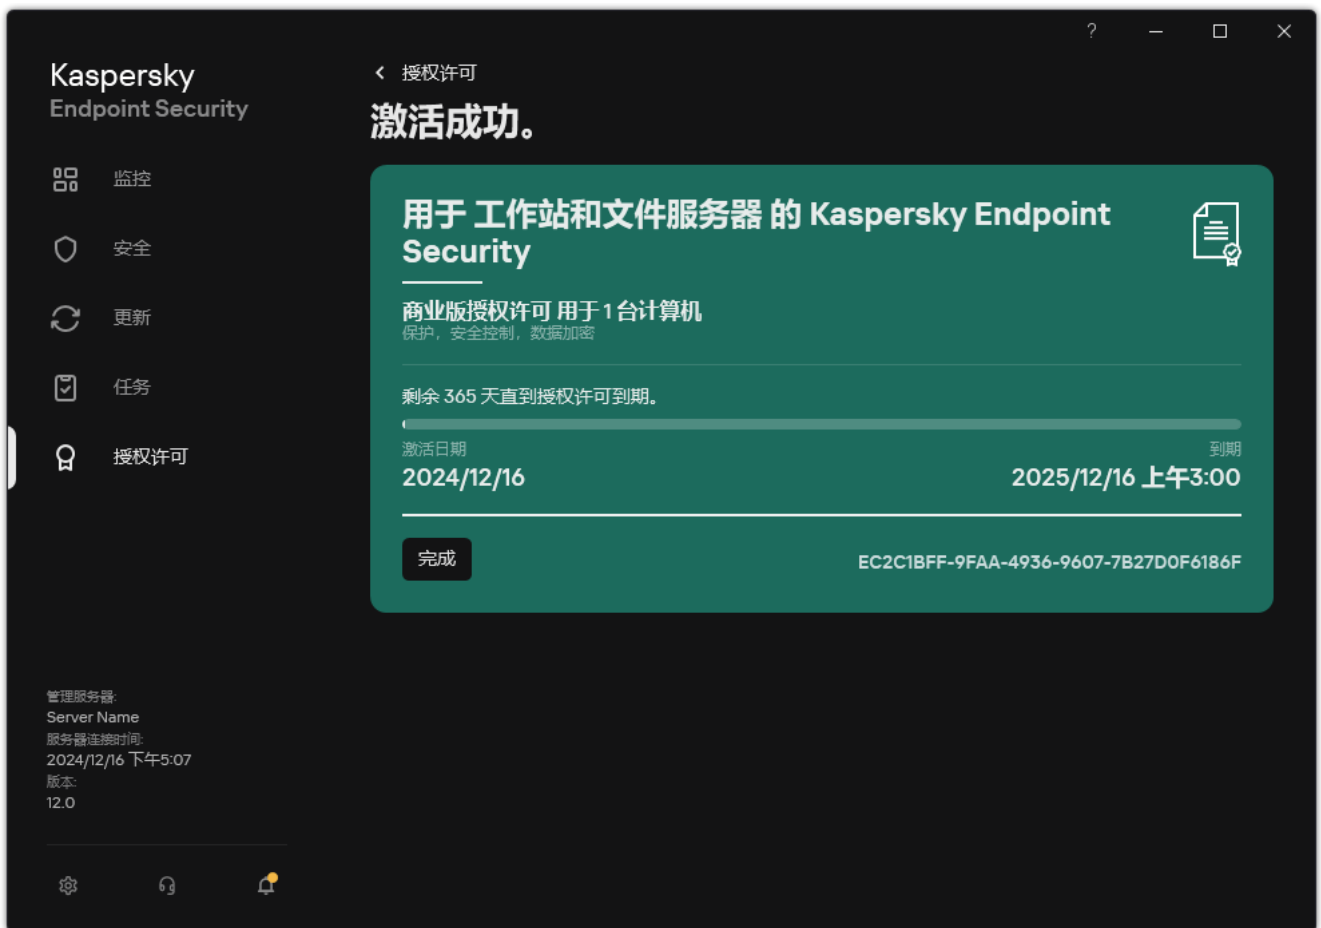 ?
Kaspersky
Endpoint Security
监控
安全
更新
任务
授权许可
管理服务器:
Server Name
服务器连接时间:
2024/12/16 下午5:07
版本:
12.0
授权许可
激活成功。
用于 工作站和文件服务器 的 Kaspersky Endpoint
Security
商业版授权许可 用于 1 台计算机
保护，安全控制，数据加密
剩余 365 天直到授权许可到期。
激活日期
到期
2024/12/16
2025/12/16 上午3:00
完成
EC2C1BFF-9FAA-4936-9607-7B27D0F6186F